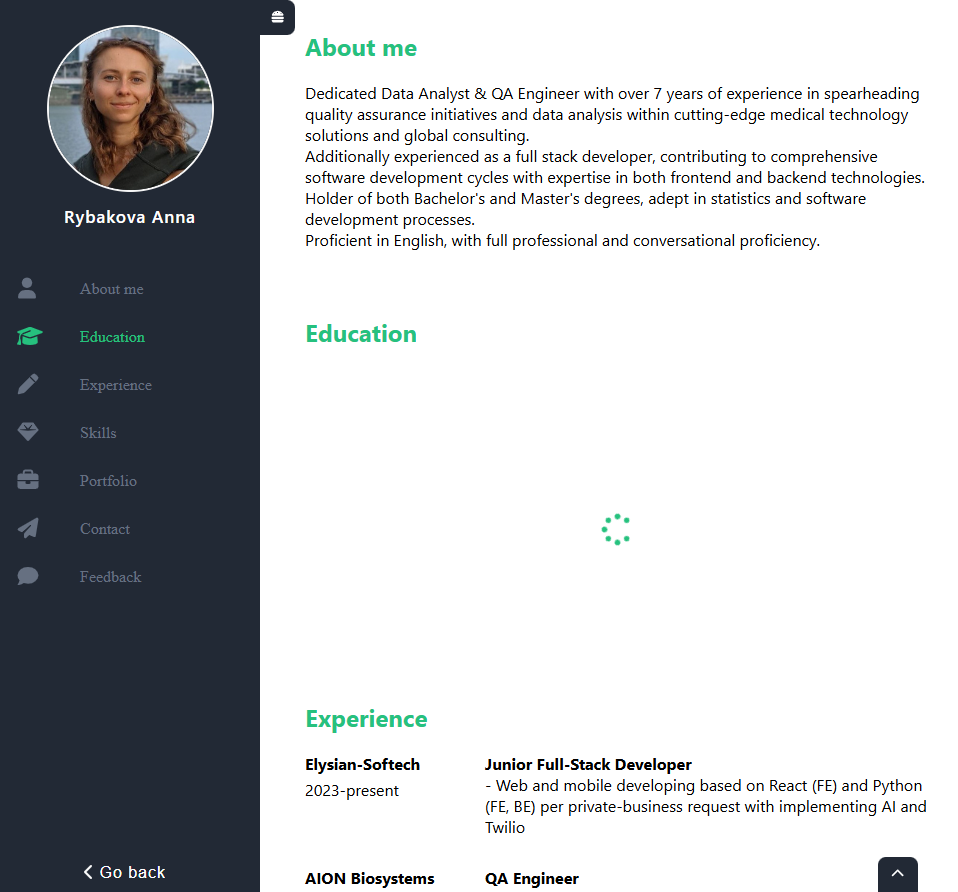 Rybakova Anna
About me
Education
Experience
Skills
Portfolio
Contact
Feedback
Go back
About me
Dedicated Data Analyst & QA Engineer with over 7 years of experience in spearheading
quality assurance initiatives and data analysis within cutting-edge medical technology
solutions and global consulting.
Additionally experienced as a full stack developer, contributing to comprehensive
software development cycles with expertise in both frontend and backend technologies.
Holder of both Bachelor's and Master's degrees, adept in statistics and software
development processes.
Proficient in English, with full professional and conversational proficiency.
Education
Experience
Elysian-Softech
2023-present
Junior Full-Stack Developer
- Web and mobile developing based on React (FE) and Python
(FE, BE) per private-business request with implementing AI and
Twilio
AION Biosystems
QA Engineer